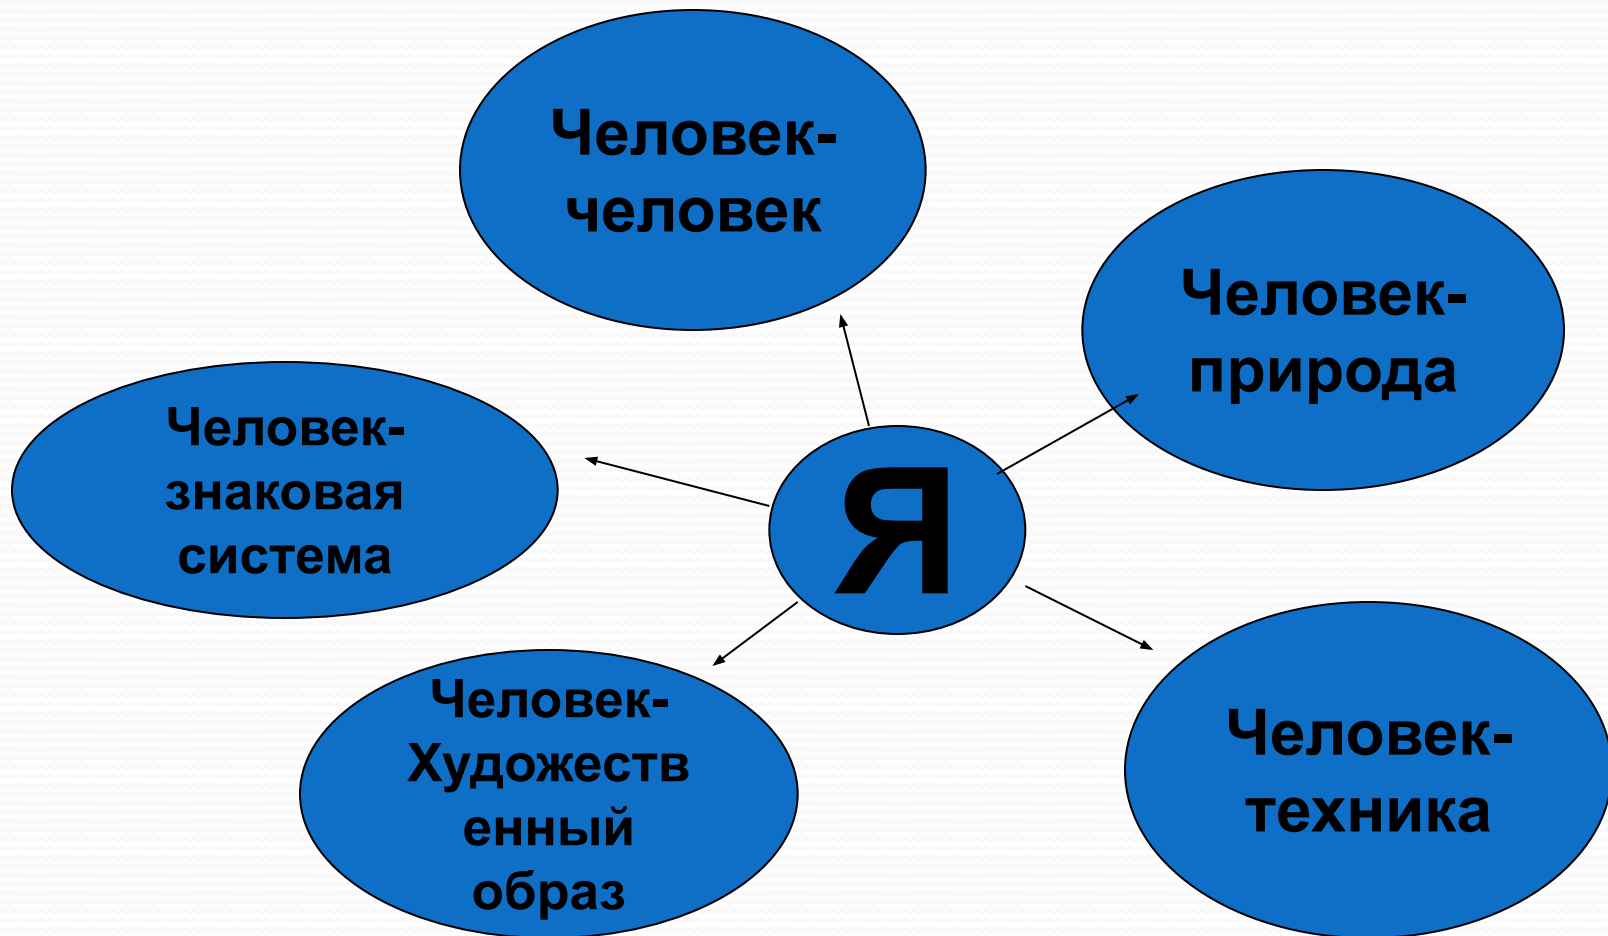 Человек-
человек
Человек-
природа
Человек-
знаковая
система
Я
Человек-
Художеств
енный
образ
Человек-
техника